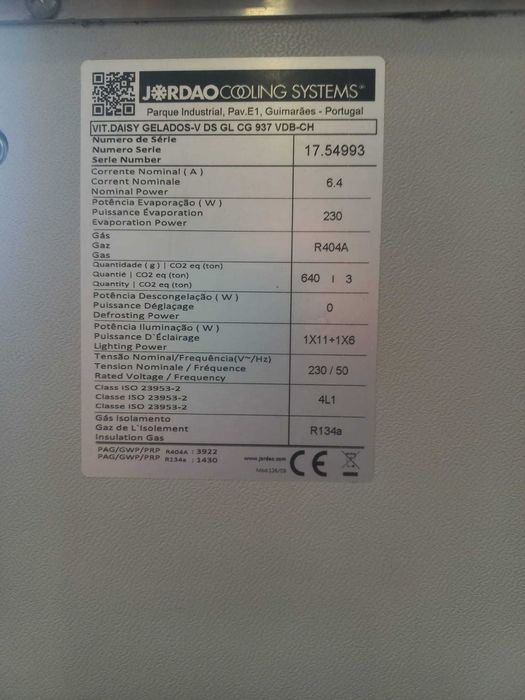 JORDAO COOLING SYSTEMS®
Parque Industrial, Pav.E1, Guimarães - Portugal
VIT.DAISY GELADOS-V DS GL CG 937 VDB-CH
Numero de Série
Numero Serie
Serie Number
17.54993
Corrente Nominal ( A )
Corrent Nominale
Nominal Power
6.4
Potência Evaporação ( W )
Puissance Évaporation
Evaporation Power
230
Gás
Gaz
Gas
R404A
Quantidade ( g ) | CO2 eq (ton)
Quantié | CO2 eq (ton)
Quantity | CO2 eq (ton)
640 | 3
Potência Descongelação ( W )
Puissance Déglaçage
Defrosting Power
0
Potência Iluminação ( W )
Puissance D`Éclairage
Lighting Power
1X11+1X6
Tensão Nominal/Frequência(V~/Hz)
Tension Nominale / Fréquence
Rated Voltage / Frequency
230 / 50
Class ISO 23953-2
Classe ISO 23953-2
Classe ISO 23953-2
4L1
Gás Isolamento
Gaz de L`Isolement
Insulation Gas
R134a
PAG/GWP/PRP R404A : 3922
PAG/GWP/PRP R134a : 1430
www.jordao.com
CE